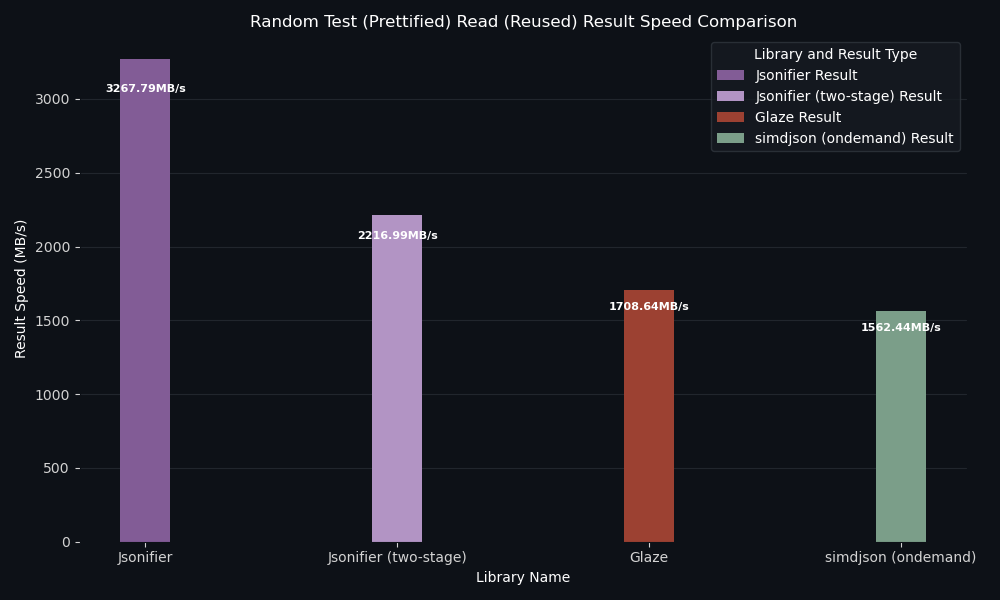 Random Test (Prettified) Read (Reused) Result Speed Comparison
Library and Result Type
Jsonifier Result
Jsonifier (two-stage) Result
Glaze Result
simdjson (ondemand) Result
Result Speed (MB/s)
3000
2500
2000
1500
1000
500
0
3267.79MB/s
2216.99MB/s
1708.64MB/s
1562.44MB/s
Jsonifier
Jsonifier (two-stage)
Glaze
simdjson (ondemand)
Library Name